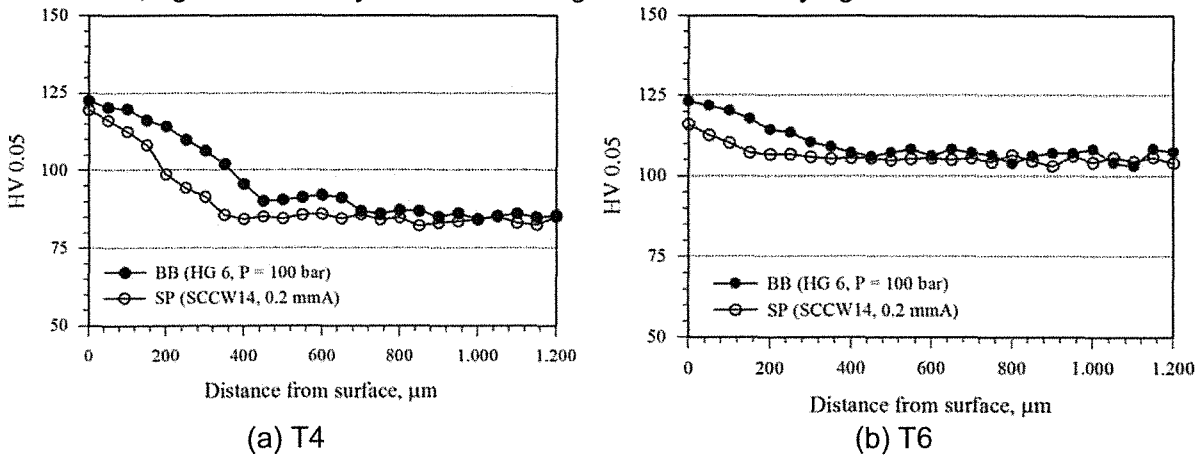 150
125
100
75
50
HV 0.05
BB (HG 6, P = 100 bar)
SP (SCCW14, 0.2 mmA)
0 200 400 600 800 1.000 1.200
Distance from surface, µm
(a) T4
150
125
100
75
50
HV 0.05
BB (HG 6, P = 100 bar)
SP (SCCW14, 0.2 mmA)
0 200 400 600 800 1.000 1.200
Distance from surface, µm
(b) T6